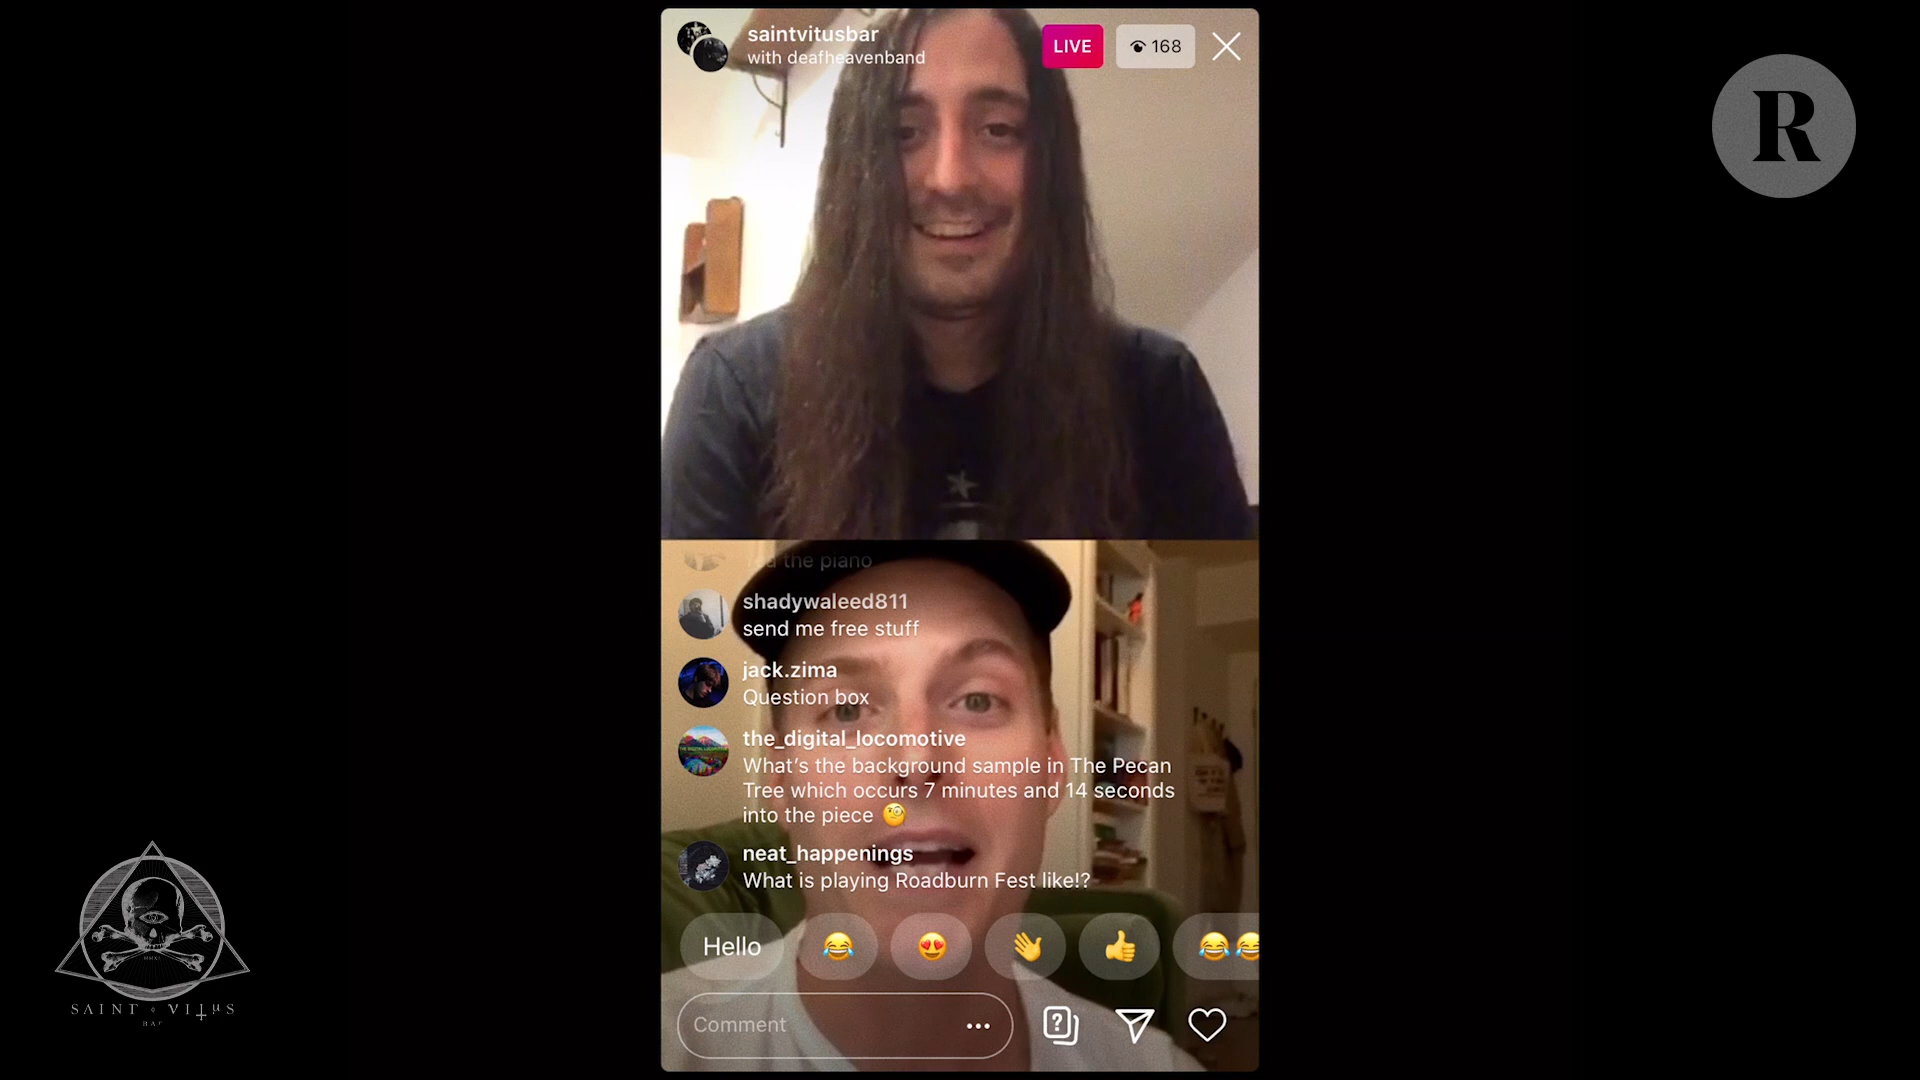 saintvitusbar
with deafheavenband
LIVE
168
R
the piano
shadywaleed811
send me free stuff
jack.zima
Question box
the_digital_locomotive
What's the background sample in The Pecan
Tree which occurs 7 minutes and 14 seconds
into the piece 🧐
neat_happenings
What is playing Roadburn Fest like!?
Hello 😂 😍 👋 👍 😂😂
Comment
SAINT VITUS
BAR